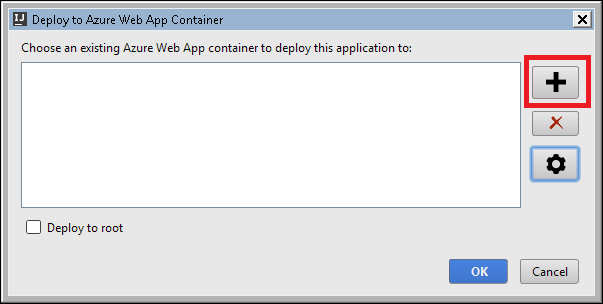 IJ Deploy to Azure Web App Container
Choose an existing Azure Web App container to deploy this application to:
Deploy to root
OK Cancel